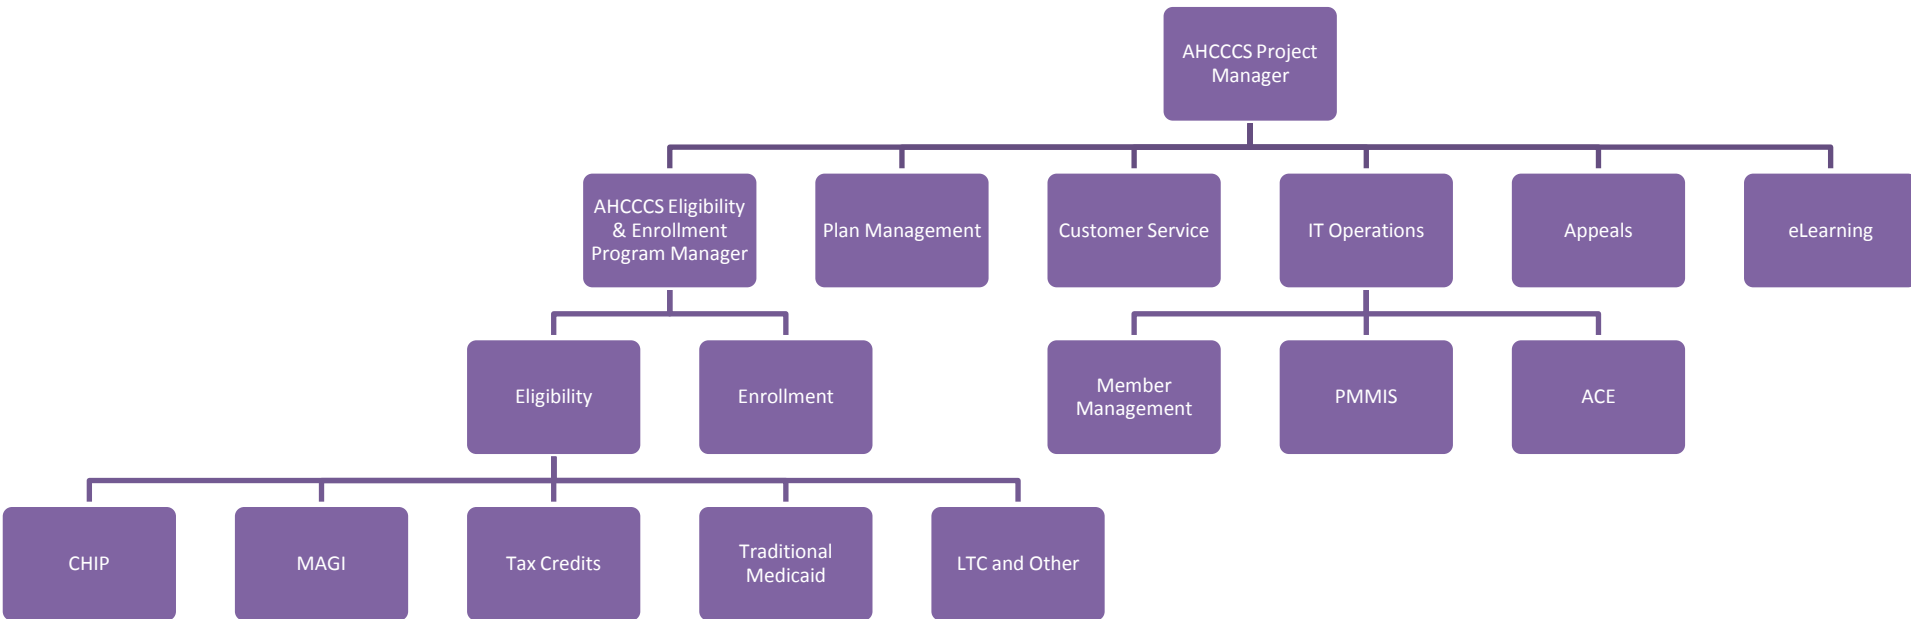 AHCCCS Project
Manager
AHCCCS Eligibility
& Enrollment
Program Manager
Plan Management
Customer Service
IT Operations
Appeals
eLearning
Eligibility
Enrollment
Member
Management
PMMIS
ACE
CHIP
MAGI
Tax Credits
Traditional
Medicaid
LTC and Other